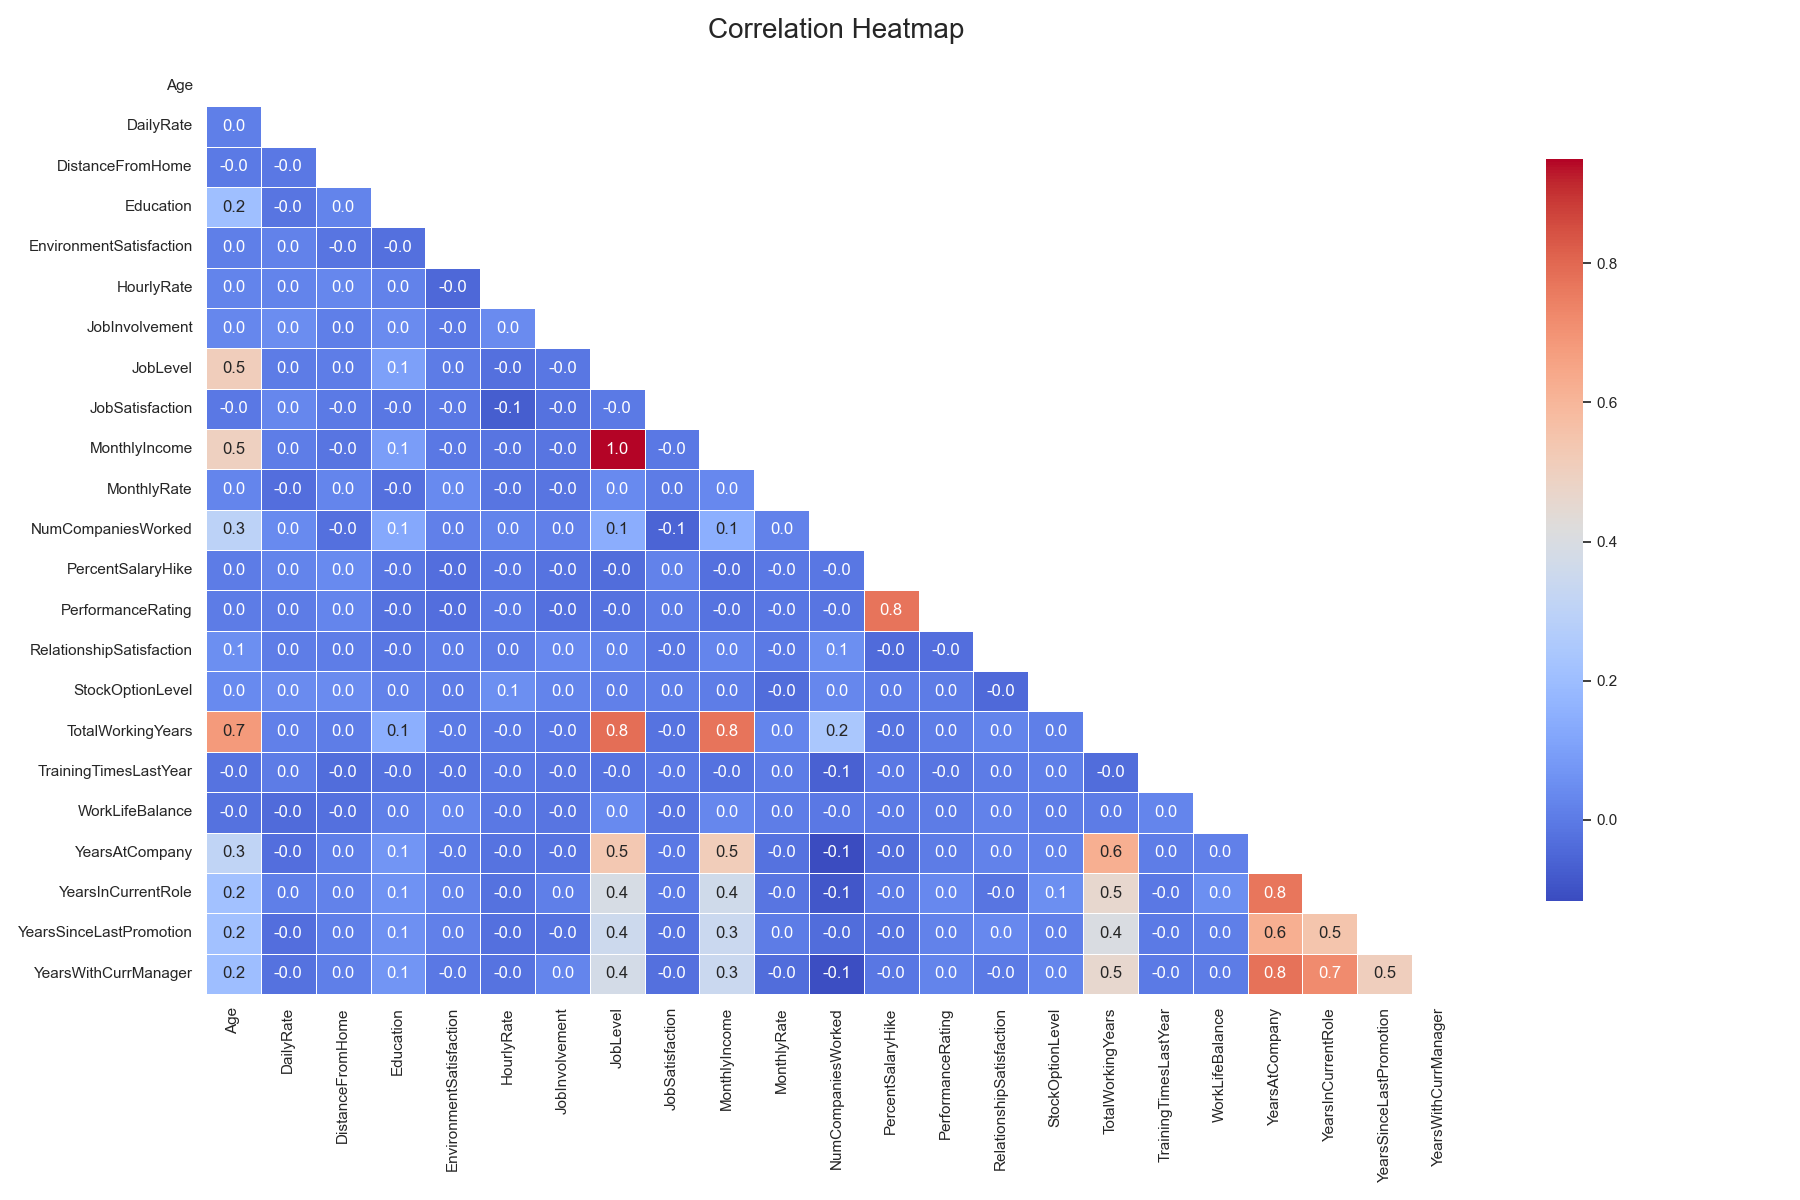 Correlation Heatmap
Age
DailyRate 0.0
DistanceFromHome -0.0 -0.0
Education 0.2 -0.0 0.0
EnvironmentSatisfaction 0.0 0.0 -0.0 -0.0
HourlyRate 0.0 0.0 0.0 0.0 -0.0
JobInvolvement 0.0 0.0 0.0 0.0 -0.0 0.0
JobLevel 0.5 0.0 0.0 0.1 0.0 -0.0 -0.0
JobSatisfaction -0.0 0.0 -0.0 -0.0 -0.0 -0.1 -0.0 -0.0
MonthlyIncome 0.5 0.0 -0.0 0.1 -0.0 -0.0 -0.0 1.0 -0.0
MonthlyRate 0.0 -0.0 0.0 -0.0 0.0 -0.0 -0.0 0.0 0.0 0.0
NumCompaniesWorked 0.3 0.0 -0.0 0.1 0.0 0.0 0.0 0.1 -0.1 0.1 0.0
PercentSalaryHike 0.0 0.0 0.0 -0.0 -0.0 -0.0 -0.0 -0.0 0.0 -0.0 -0.0 -0.0
PerformanceRating 0.0 0.0 0.0 -0.0 -0.0 -0.0 -0.0 -0.0 0.0 -0.0 -0.0 -0.0 0.8
RelationshipSatisfaction 0.1 0.0 0.0 -0.0 0.0 0.0 0.0 0.0 -0.0 0.0 -0.0 0.1 -0.0 -0.0
StockOptionLevel 0.0 0.0 0.0 0.0 0.0 0.1 0.0 0.0 0.0 0.0 -0.0 0.0 0.0 0.0 -0.0
TotalWorkingYears 0.7 0.0 0.0 0.1 -0.0 -0.0 -0.0 0.8 -0.0 0.8 0.0 0.2 -0.0 0.0 0.0 0.0
TrainingTimesLastYear -0.0 0.0 -0.0 -0.0 -0.0 -0.0 -0.0 -0.0 -0.0 -0.0 0.0 -0.1 -0.0 -0.0 0.0 0.0 -0.0
WorkLifeBalance -0.0 -0.0 -0.0 0.0 0.0 -0.0 -0.0 0.0 -0.0 0.0 0.0 -0.0 -0.0 0.0 0.0 0.0 0.0 0.0
YearsAtCompany 0.3 -0.0 0.0 0.1 -0.0 -0.0 -0.0 0.5 -0.0 0.5 -0.0 -0.1 -0.0 0.0 0.0 0.0 0.6 0.0 0.0
YearsInCurrentRole 0.2 0.0 0.0 0.1 0.0 -0.0 0.0 0.4 -0.0 0.4 -0.0 -0.1 -0.0 0.0 -0.0 0.1 0.5 -0.0 0.0 0.8
YearsSinceLastPromotion 0.2 -0.0 0.0 0.1 0.0 -0.0 -0.0 0.4 -0.0 0.3 0.0 -0.0 -0.0 0.0 0.0 0.0 0.4 -0.0 0.0 0.6 0.5
YearsWithCurrManager 0.2 -0.0 0.0 0.1 -0.0 -0.0 0.0 0.4 -0.0 0.3 -0.0 -0.1 -0.0 0.0 -0.0 0.0 0.5 -0.0 0.0 0.8 0.7 0.5
Age
DailyRate
DistanceFromHome
Education
EnvironmentSatisfaction
HourlyRate
JobInvolvement
JobLevel
JobSatisfaction
MonthlyIncome
MonthlyRate
NumCompaniesWorked
PercentSalaryHike
PerformanceRating
RelationshipSatisfaction
StockOptionLevel
TotalWorkingYears
TrainingTimesLastYear
WorkLifeBalance
YearsAtCompany
YearsInCurrentRole
YearsSinceLastPromotion
YearsWithCurrManager
0.8
0.6
0.4
0.2
0.0